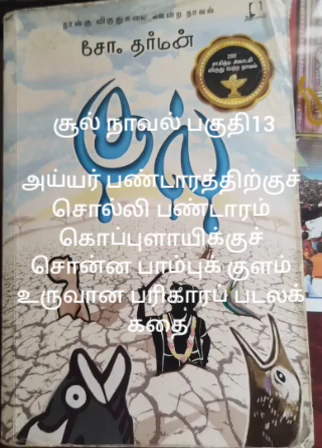 நான்கு விருதுகளை வென்ற நாவல்
சோ. தர்மன்
சூல்
சூல் நாவல் பகுதி13
அய்யர் பண்டாரத்திற்குச்
சொல்லி பண்டாரம்
கொப்புளாயிக்குச்
சொன்ன பாம்புக் குளம்
உருவான பரிகாரப் படலக்
கதை